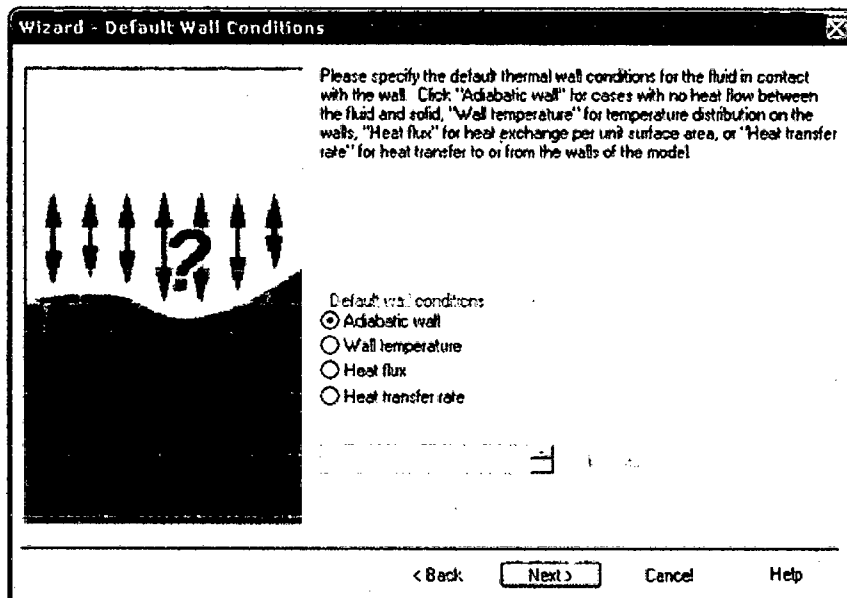 Wizard - Default Wall Conditions
Please specify the default thermal wall conditions for the fluid in contact
with the wall. Click "Adiabatic wall" for cases with no heat flow between
the fluid and solid, "Wall temperature" for temperature distribution on the
walls, "Heat flux" for heat exchange per unit surface area, or "Heat transfer
rate" for heat transfer to or from the walls of the model
?
Default wall conditions
Adiabatic wall
Wall temperature
Heat flux
Heat transfer rate
< Back
Next >
Cancel
Help